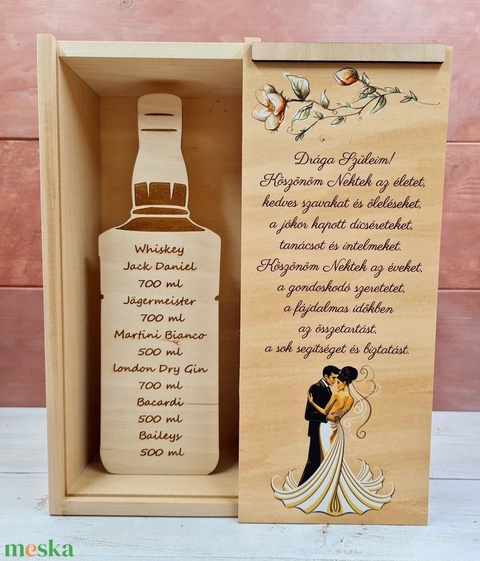 Whiskey
Jack Daniel
700 ml
Jägermeister
700 ml
Martini Bianco
500 ml
London Dry Gin
700 ml
Bacardi
500 ml
Baileys
500 ml
Drága Szüleim!
Köszönöm Nektek az életet,
kedves szavakat és öleléseket,
a jókor kapott dicséreteket,
tanácsot és intelmeket.
Köszönöm Nektek az éveket,
a gondoskodó szeretetet,
a fájdalmas időkben
az összetartást,
a sok segítséget és bíztatást.
meska